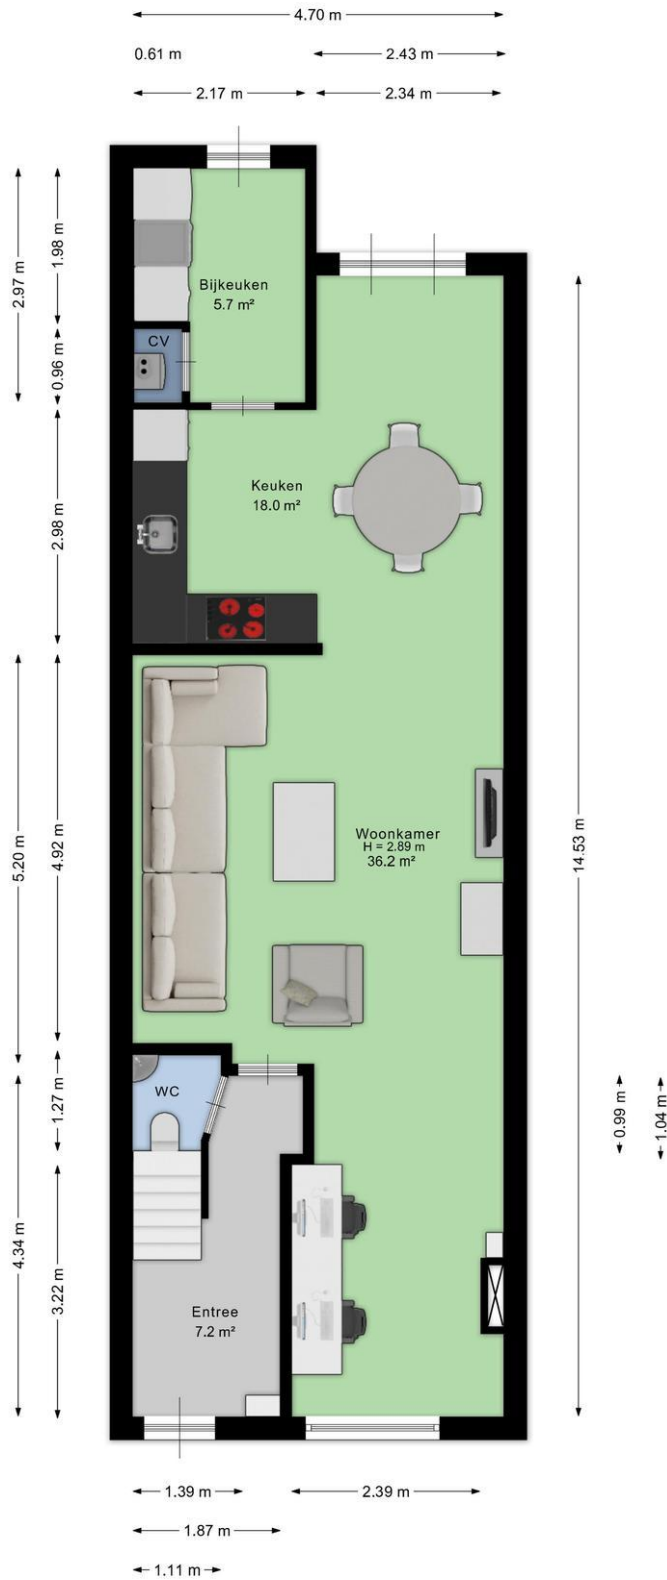 4.70 m
0.61 m
2.43 m
2.17 m
2.34 m
2.97 m
1.98 m
Bijkeuken
5.7 m²
CV
0.96 m
Keuken
18.0 m²
2.98 m
5.20 m
4.92 m
Woonkamer
H = 2.89 m
36.2 m²
14.53 m
WC
1.27 m
0.99 m
1.04 m
4.34 m
3.22 m
Entree
7.2 m²
1.39 m
2.39 m
1.87 m
1.11 m